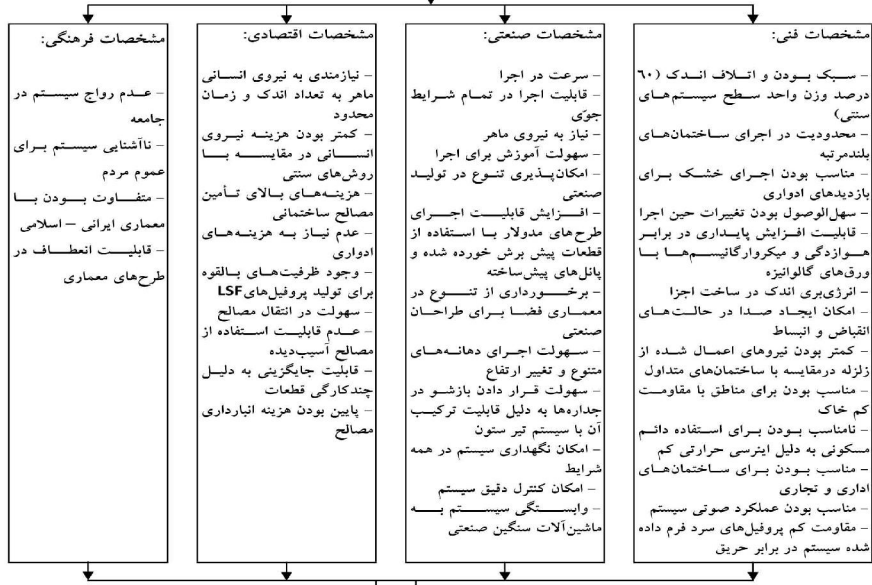 مشخصات فنی:
– سبک بودن و اتلاف اندک (۶۰
درصد وزن واحد سطح سیستم‌های
سنتی)
– محدودیت در اجرای ساختمان‌های
بلندمرتبه
– مناسب بودن اجرای خشک برای
بازدیدهای ادواری
– سهل‌الوصول بودن تغییرات حین اجرا
– قابلیت افزایش پایداری در برابر
هوازدگی و میکروارگانیسم‌ها با
ورق‌های گالوانیزه
– انرژی‌بری اندک در ساخت اجزا
– امکان ایجاد صدا در حالت‌های
انقباض و انبساط
– کمتر بودن نیروهای اعمال شده از
زلزله درمقایسه با ساختمان‌های متداول
– مناسب بودن برای مناطق با مقاومت
کم خاک
– نامناسب بودن برای استفاده دائم
مسکونی به دلیل اینرسی حرارتی کم
– مناسب بودن برای ساختمان‌های
اداری و تجاری
– مناسب بودن عملکرد صوتی سیستم
– مقاومت کم پروفیل‌های سرد فرم داده
شده سیستم در برابر حریق
مشخصات صنعتی:
– سرعت در اجرا
– قابلیت اجرا در تمام شرایط
جوّی
– نیاز به نیروی ماهر
– سهولت آموزش برای اجرا
– امکان‌پذیری تنوع در تولید
صنعتی
– افزایش قابلیت اجرای
طرح‌های مدولار با استفاده از
قطعات پیش برش خورده شده و
پانل‌های پیش‌ساخته
– برخورداری از تنوع در
معماری فضا برای طراحان
صنعتی
– سهولت اجرای دهانه‌های
متنوع و تغییر ارتفاع
– سهولت قرار دادن بازشو در
جداره‌ها به دلیل قابلیت ترکیب
آن با سیستم تیر ستون
– امکان نگهداری سیستم در همه
شرایط
– امکان کنترل دقیق سیستم
– وابستگی سیستم به
ماشین‌آلات سنگین صنعتی
مشخصات اقتصادی:
– نیازمندی به نیروی انسانی
ماهر به تعداد اندک و زمان
محدود
– کمتر بودن هزینه نیروی
انسانی در مقایسه با
روش‌های سنتی
– هزینه‌های بالای تأمین
مصالح ساختمانی
– عدم نیاز به هزینه‌های
ادواری
– وجود ظرفیت‌های بالقوه
برای تولید پروفیل‌های LSF
– سهولت در انتقال مصالح
– عدم قابلیت استفاده از
مصالح آسیب‌دیده
– قابلیت جایگزینی به دلیل
چندکارگی قطعات
– پایین بودن هزینه انبارداری
مصالح
مشخصات فرهنگی:
– عدم رواج سیستم در
جامعه
– ناآشنایی سیستم برای
عموم مردم
– متفاوت بودن با
معماری ایرانی – اسلامی
– قابلیت انعطاف در
طرح‌های معماری